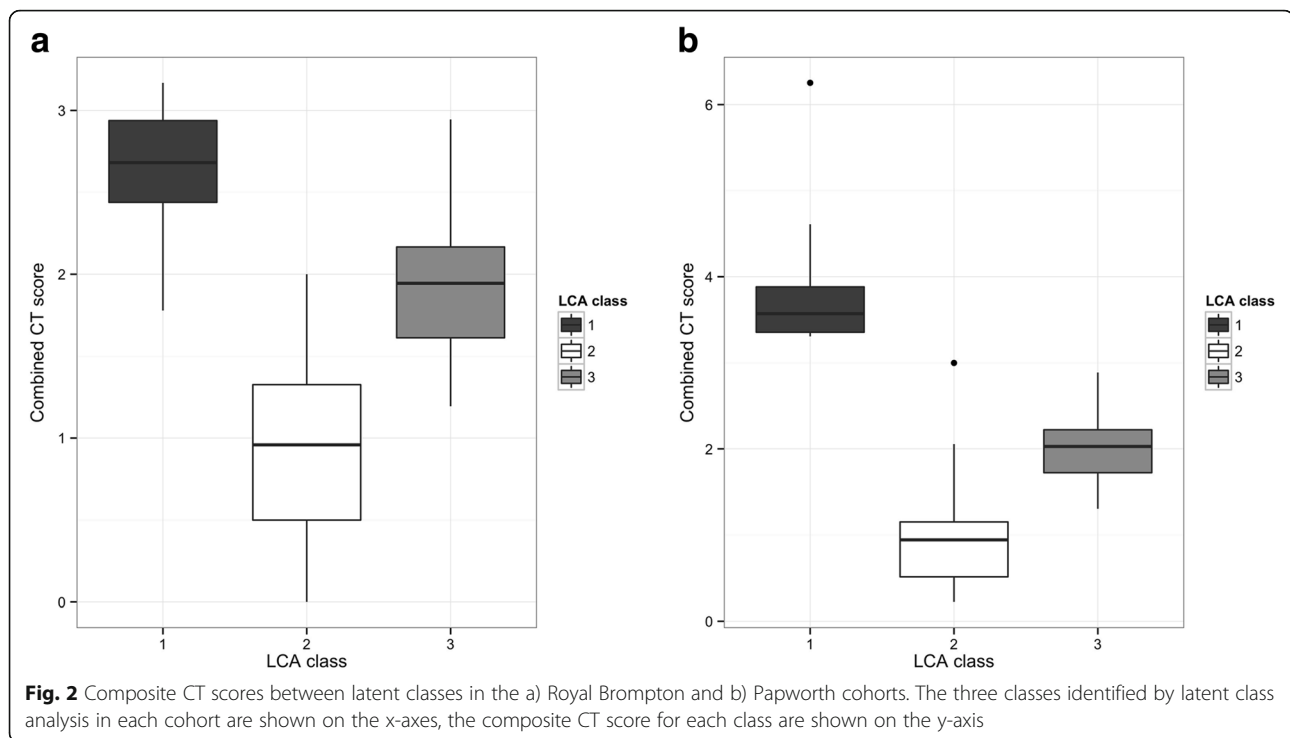 a
3
2
1
0
Combined CT score
1
2
3
LCA class
LCA class
1
2
3
b
6
4
2
0
Combined CT score
1
2
3
LCA class
LCA class
1
2
3
Fig. 2 Composite CT scores between latent classes in the a) Royal Brompton and b) Papworth cohorts. The three classes identified by latent class
analysis in each cohort are shown on the x-axes, the composite CT score for each class are shown on the y-axis